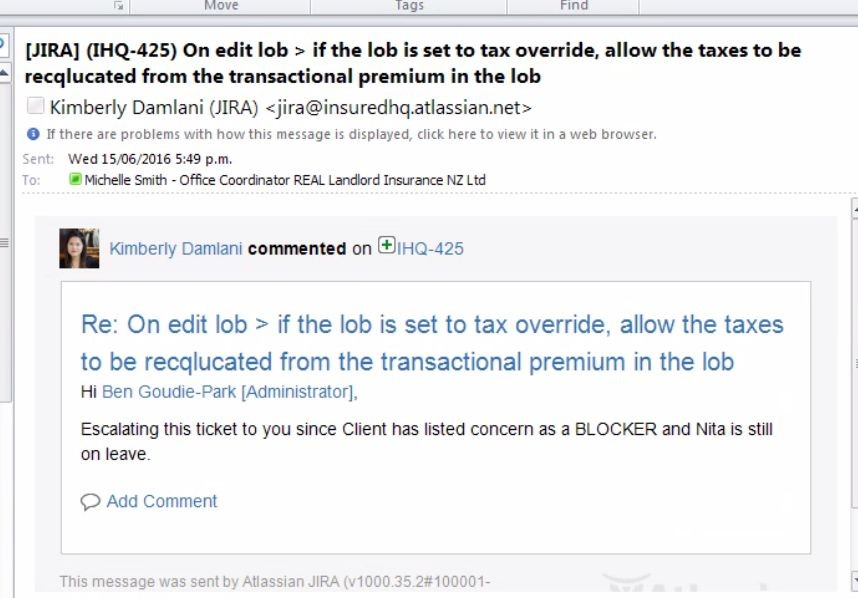 Move Tags Find
[JIRA] (IHQ-425) On edit lob > if the lob is set to tax override, allow the taxes to be
recqlucated from the transactional premium in the lob
Kimberly Damlani (JIRA) <jira@insuredhq.atlassian.net>
If there are problems with how this message is displayed, click here to view it in a web browser.
Sent: Wed 15/06/2016 5:49 p.m.
To: Michelle Smith - Office Coordinator REAL Landlord Insurance NZ Ltd
Kimberly Damlani commented on IHQ-425
Re: On edit lob > if the lob is set to tax override, allow the taxes
to be recqlucated from the transactional premium in the lob
Hi Ben Goudie-Park [Administrator],
Escalating this ticket to you since Client has listed concern as a BLOCKER and Nita is still
on leave.
Add Comment
This message was sent by Atlassian JIRA (v1000.35.2#100001-